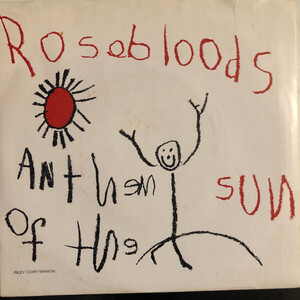 Rosebloods
Anthem
sun
Of the